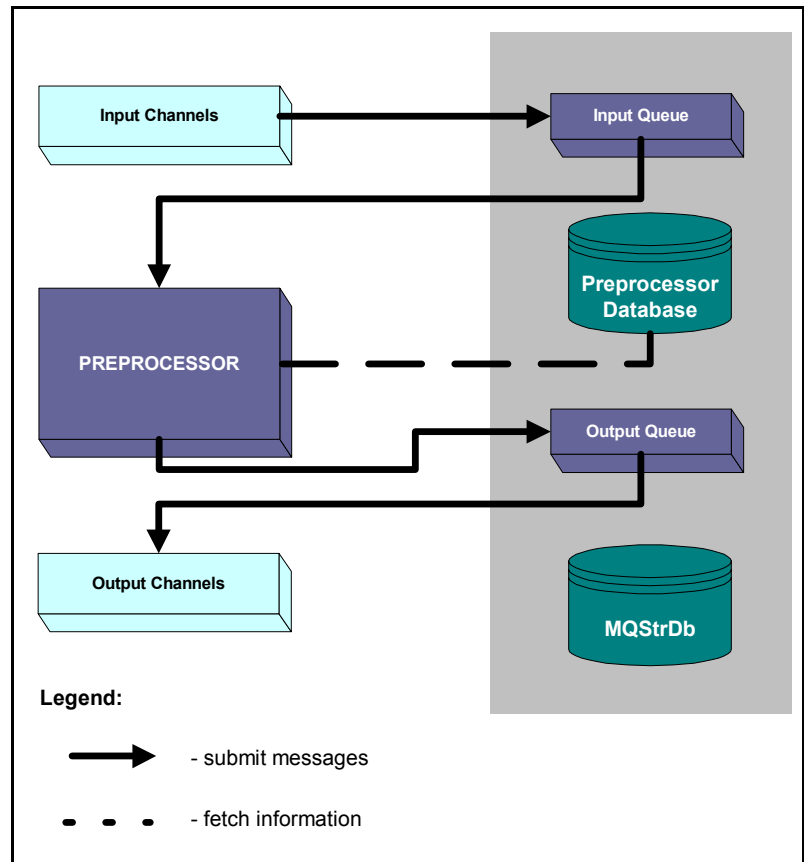 Input Channels
Input Queue
Preprocessor
Database
PREPROCESSOR
Output Queue
Output Channels
MQStrDb
Legend:
- submit messages
- fetch information